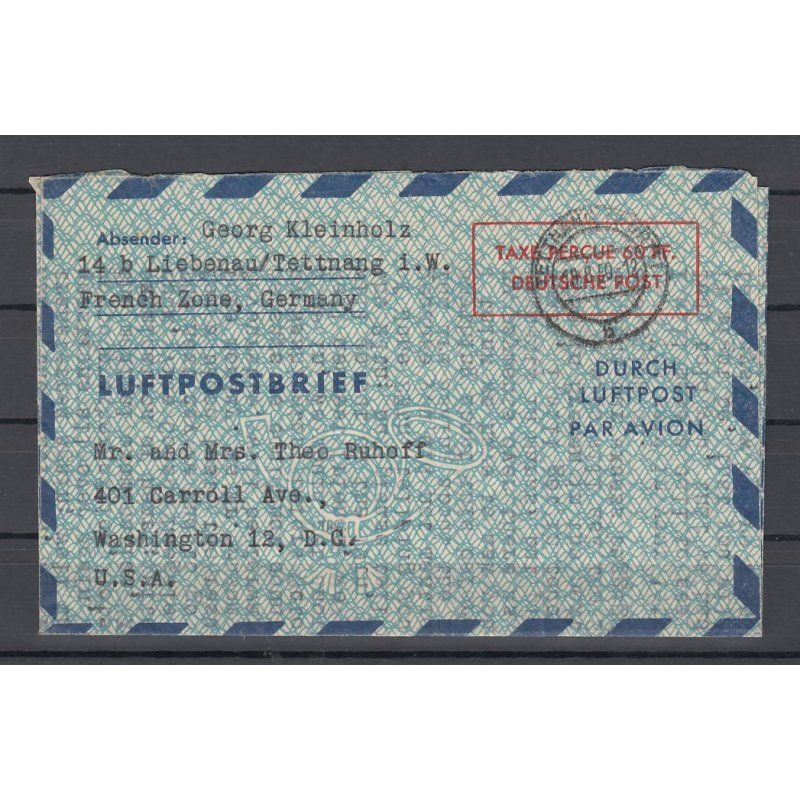 Absender: Georg Kleinholz
14 b Liebenau/Tettnang i.W.
French Zone, Germany
TAXE PERÇUE 60 PF.
DEUTSCHE POST
b
LUFTPOSTBRIEF
DURCH
LUFTPOST
PAR AVION
Mr. and Mrs. Theo Ruhoff
401 Carroll Ave.,
Washington 12, D.C.
U.S.A.